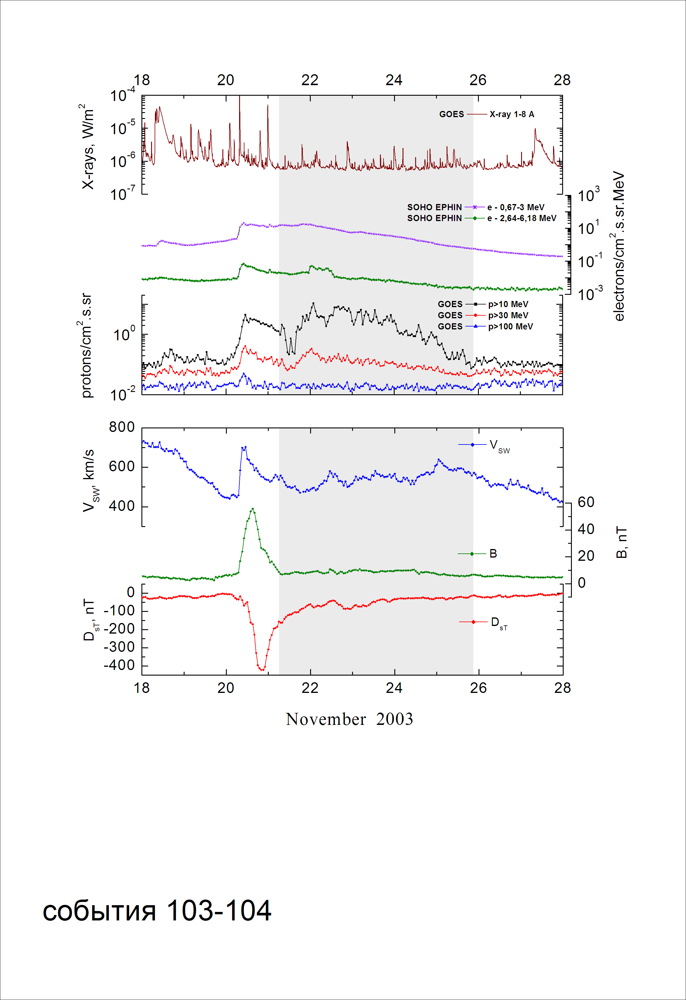 18 20 22 24 26 28
10-4
10-5
10-6
10-7
X-rays, W/m2
GOES X-ray 1-8 A
103
101
10-1
10-3
electrons/cm2.s.sr.MeV
SOHO EPHIN e - 0,67-3 MeV
SOHO EPHIN e - 2,64-6,18 MeV
100
10-2
protons/cm2.s.sr
GOES p>10 MeV
GOES p>30 MeV
GOES p>100 MeV
800
600
400
VSW, km/s
VSW
60
40
20
0
B, nT
B
0
-100
-200
-300
-400
DsT, nT
DsT
18 20 22 24 26 28
November 2003
события 103-104